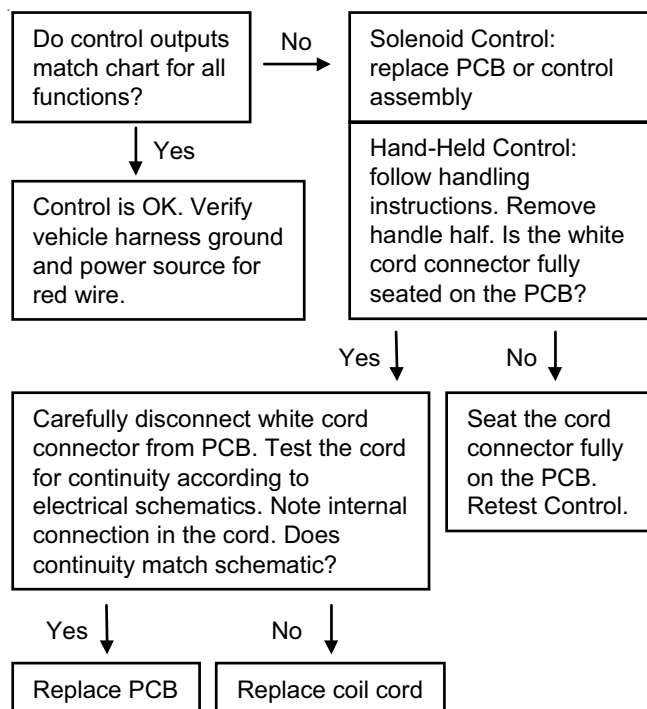 Do control outputs
match chart for all
functions?
No
Solenoid Control:
replace PCB or control
assembly
Yes
Hand-Held Control:
follow handling
instructions. Remove
handle half. Is the white
cord connector fully
seated on the PCB?
Control is OK. Verify
vehicle harness ground
and power source for
red wire.
Yes
No
Carefully disconnect white cord
connector from PCB. Test the cord
for continuity according to
electrical schematics. Note internal
connection in the cord. Does
continuity match schematic?
Seat the cord
connector fully
on the PCB.
Retest Control.
Yes
No
Replace PCB
Replace coil cord